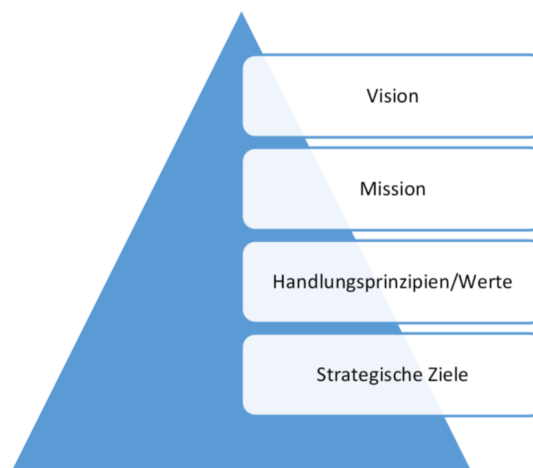 Vision
Mission
Handlungsprinzipien/Werte
Strategische Ziele